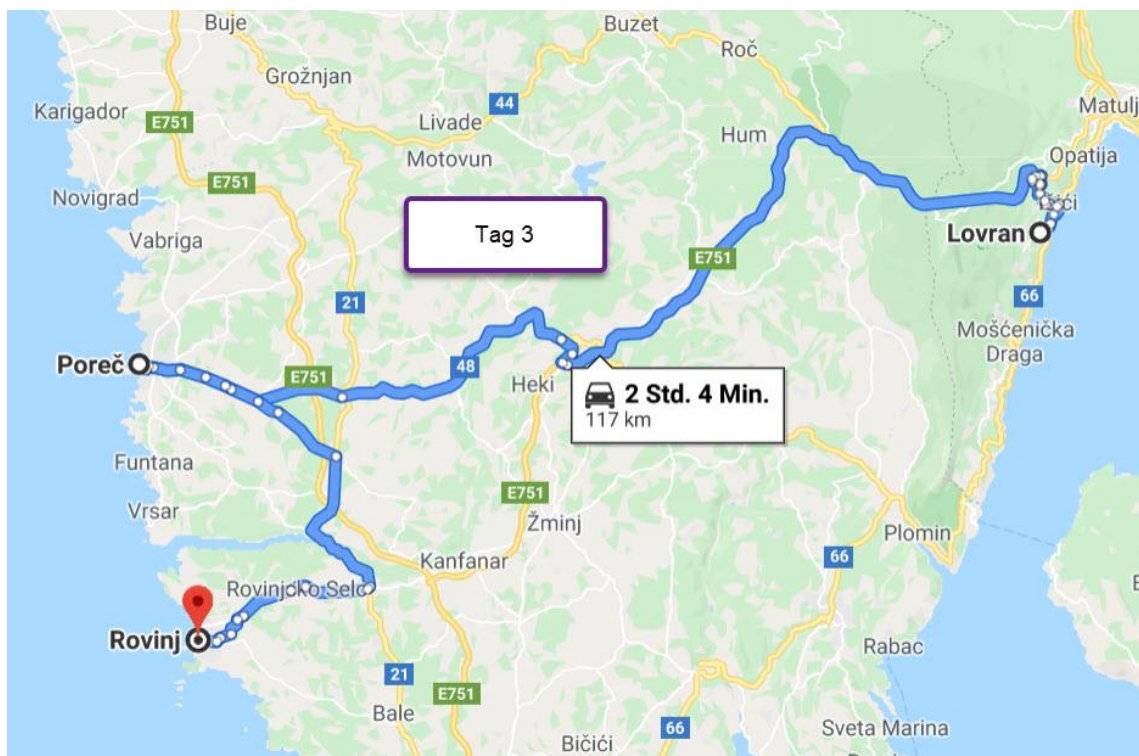 Buje
Buzet
Roč
Grožnjan
Karigador
E751
44
Livade
Motovun
Hum
Matulj
Opatija
E751
Novigrad
Vabriga
Tag 3
Lovran
E751
21
66
Mošćenička
Draga
Poreč
E751
48
Heki
2 Std. 4 Min.
117 km
Funtana
Vrsar
E751
Žminj
Plomin
Kanfanar
66
Rovinjsko Selo
Rovinj
Rabac
21
E751
Bale
66
Sveta Marina
Bičići